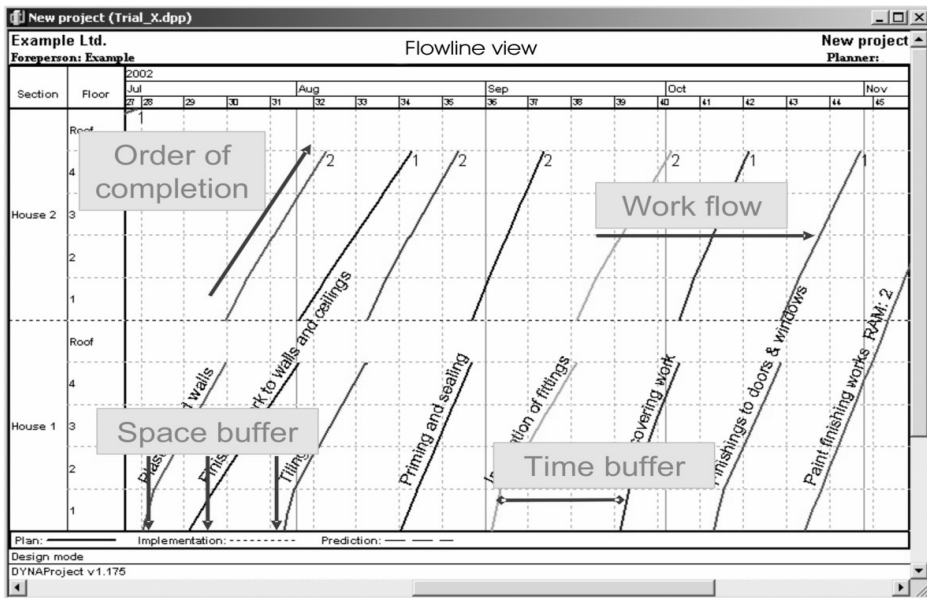 New project (Trial_X.dpp)
Example Ltd.
Flowline view
New project
Foreperson: Example
Planner:
Section
Floor
2002
Jul
Aug
Sep
Oct
Nov
27 28 29 30 31 32 33 34 35 36 37 38 39 40 41 42 43 44 45
Roof
1
Order of
completion
2
1
2
2
1
1
4
Work flow
House 2
3
2
1
Roof
4
House 1
3
2
1
walls
to walls and ceilings
Priming and sealing
of fittings
work
Finishings to doors & windows
Paint finishing works RAM: 2
Space buffer
Time buffer
Plan:
Implementation:
Prediction:
Design mode
DYNAProject v1.175